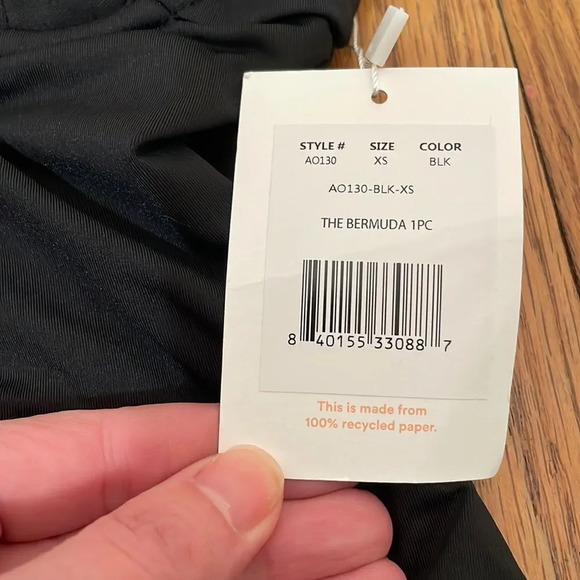 STYLE # SIZE COLOR
AO130 XS BLK
AO130-BLK-XS
THE BERMUDA 1PC
8 40155 33088 7
This is made from
100% recycled paper.